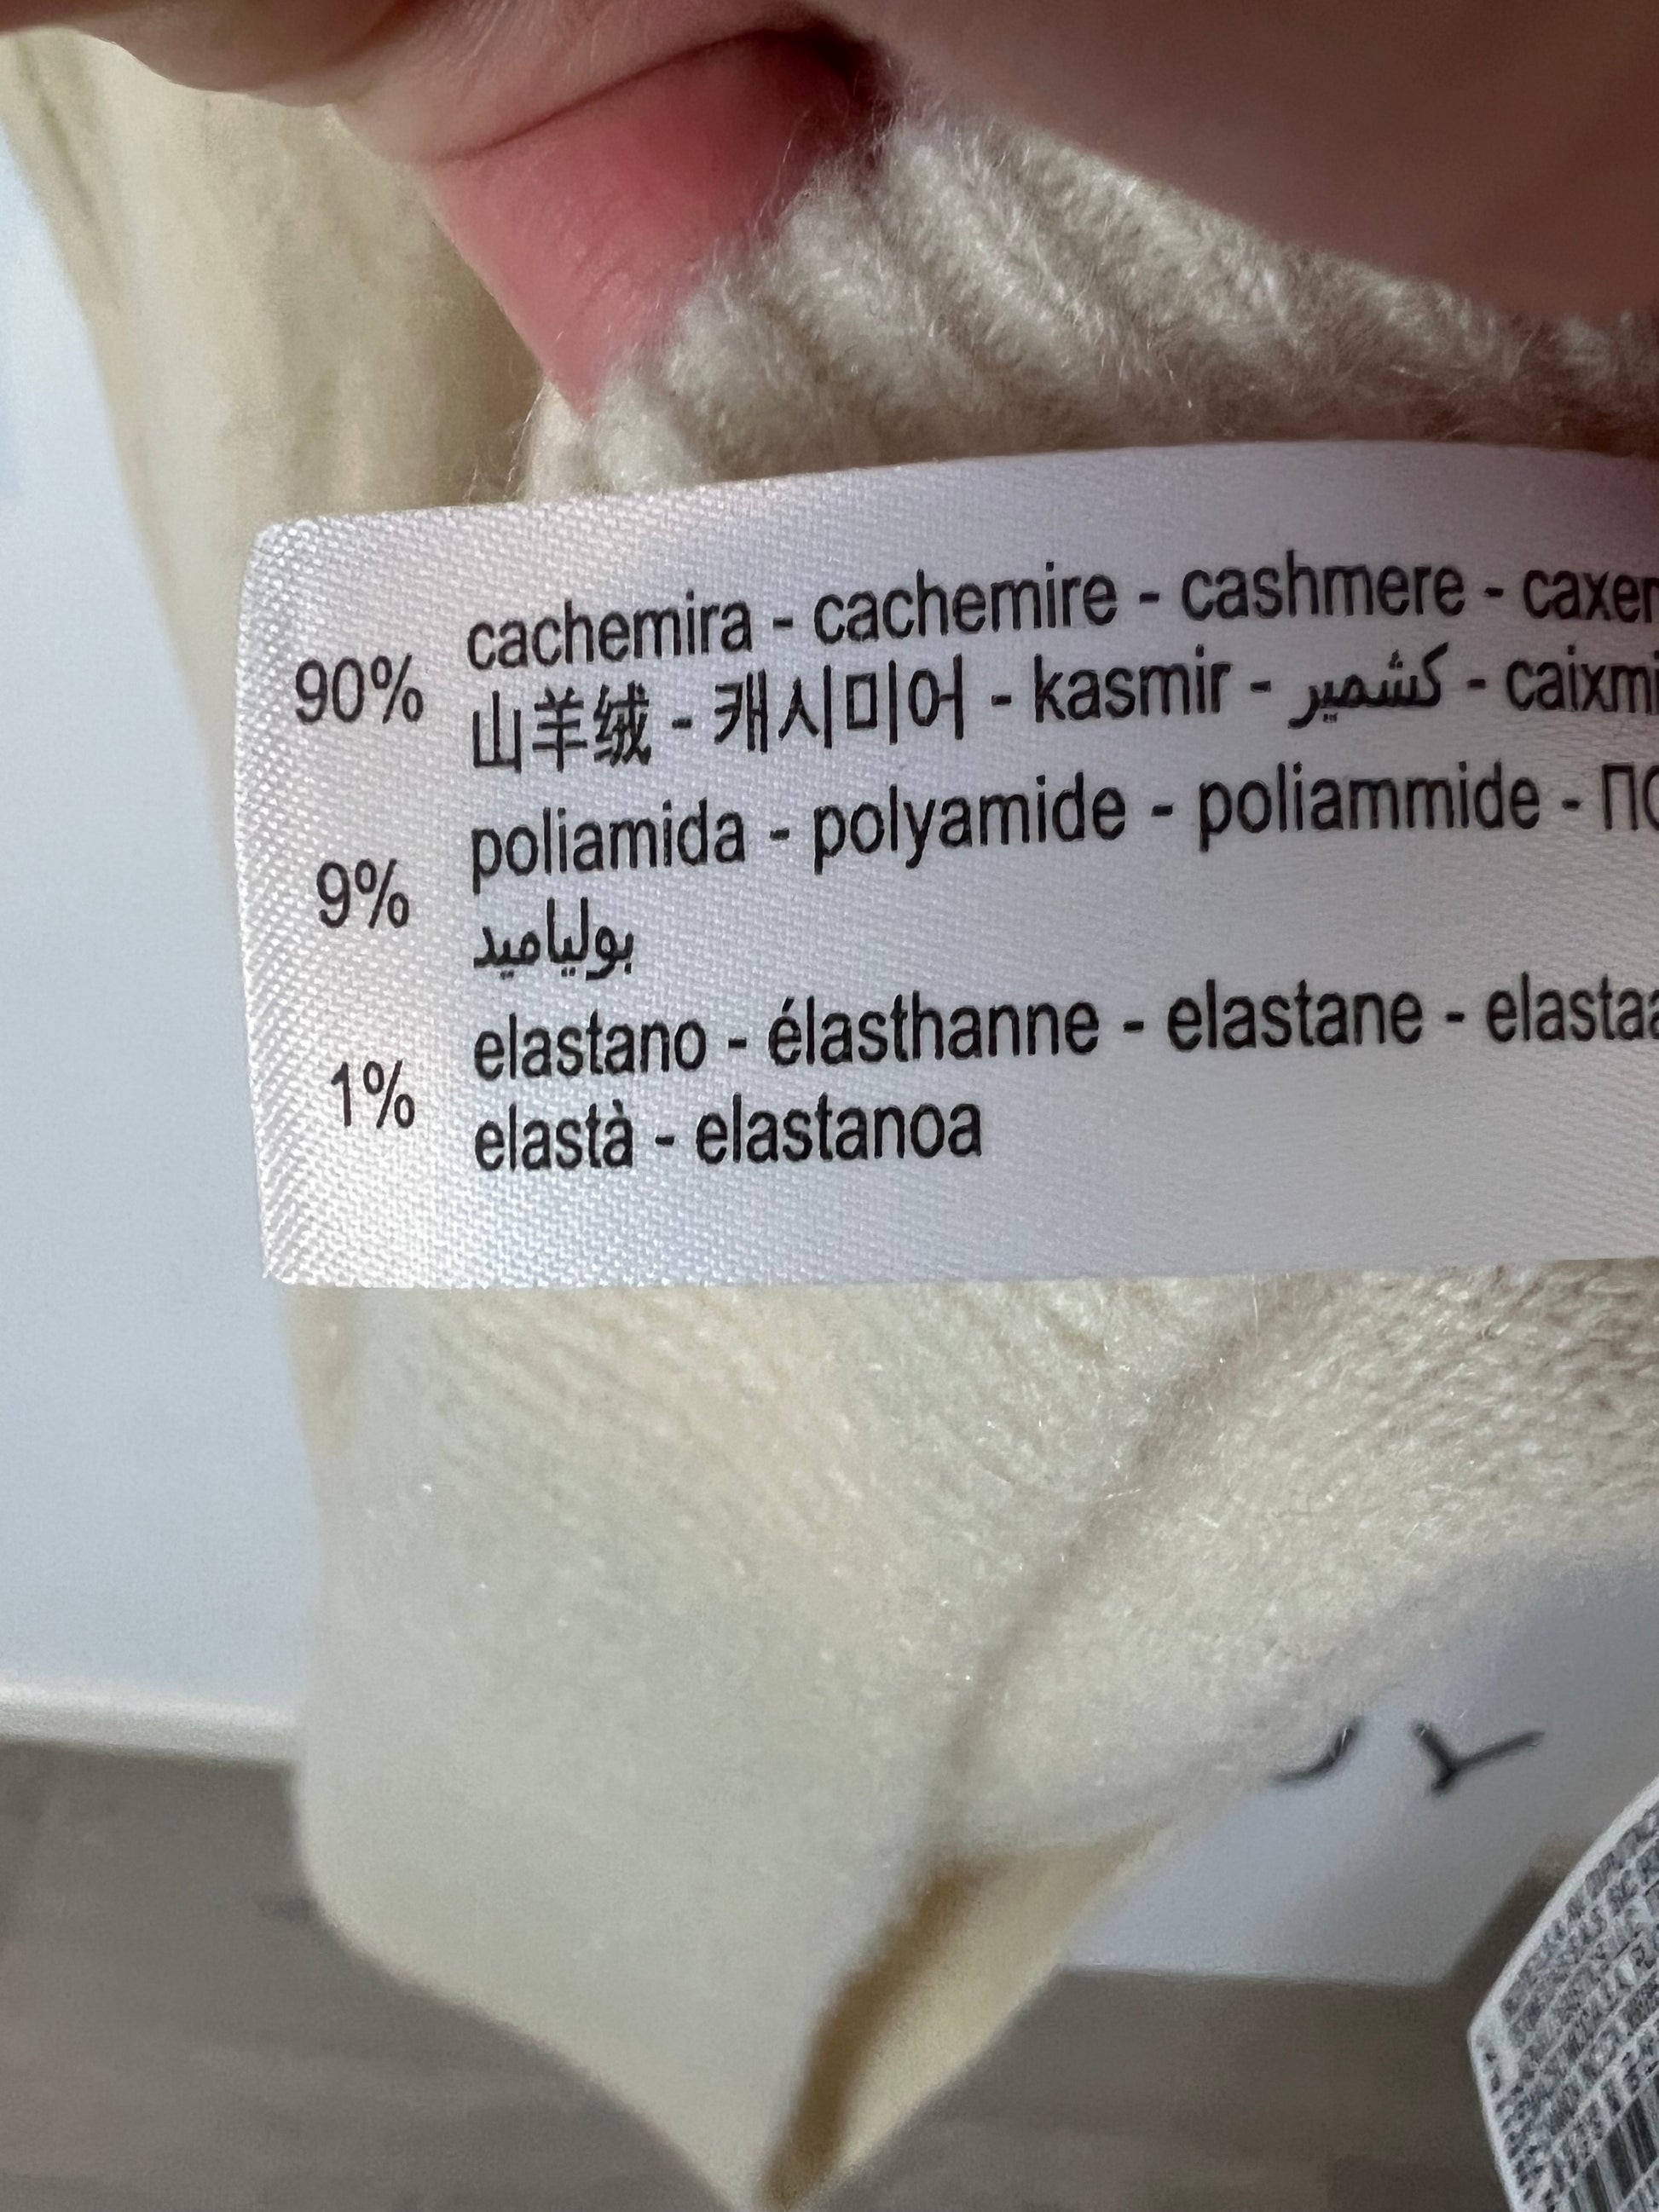 90% cachemira - cachemire - cashmere -
山羊绒 - 캐시미어 - kasmir - كشمير -
9% poliamida - polyamide - poliammide -
بولياميد
1% elastano - élasthanne - elastane -
elastà - elastanoa